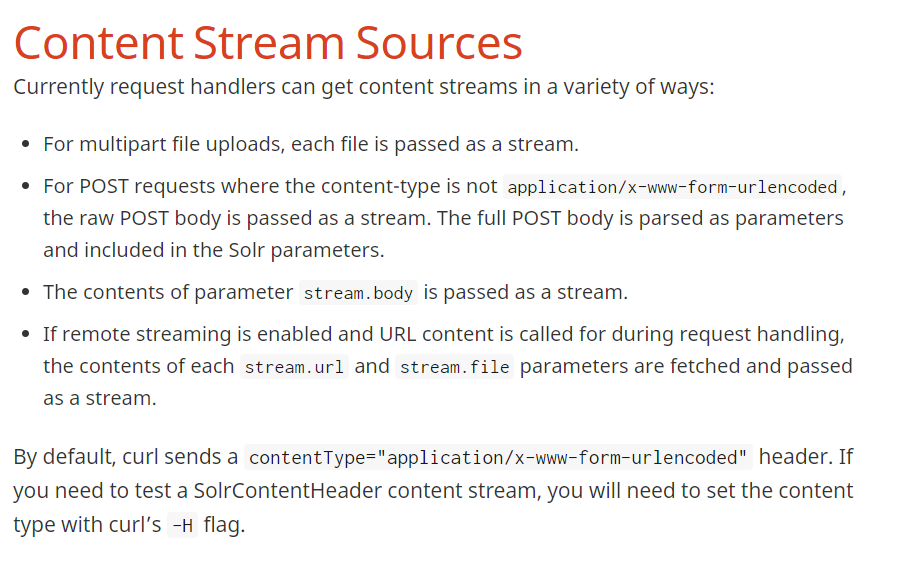 Content Stream Sources
Currently request handlers can get content streams in a variety of ways:
• For multipart file uploads, each file is passed as a stream.
• For POST requests where the content-type is not application/x-www-form-urlencoded,
the raw POST body is passed as a stream. The full POST body is parsed as parameters
and included in the Solr parameters.
• The contents of parameter stream.body is passed as a stream.
• If remote streaming is enabled and URL content is called for during request handling,
the contents of each stream.url and stream.file parameters are fetched and passed
as a stream.
By default, curl sends a contentType="application/x-www-form-urlencoded" header. If
you need to test a SolrContentHeader content stream, you will need to set the content
type with curl’s -H flag.